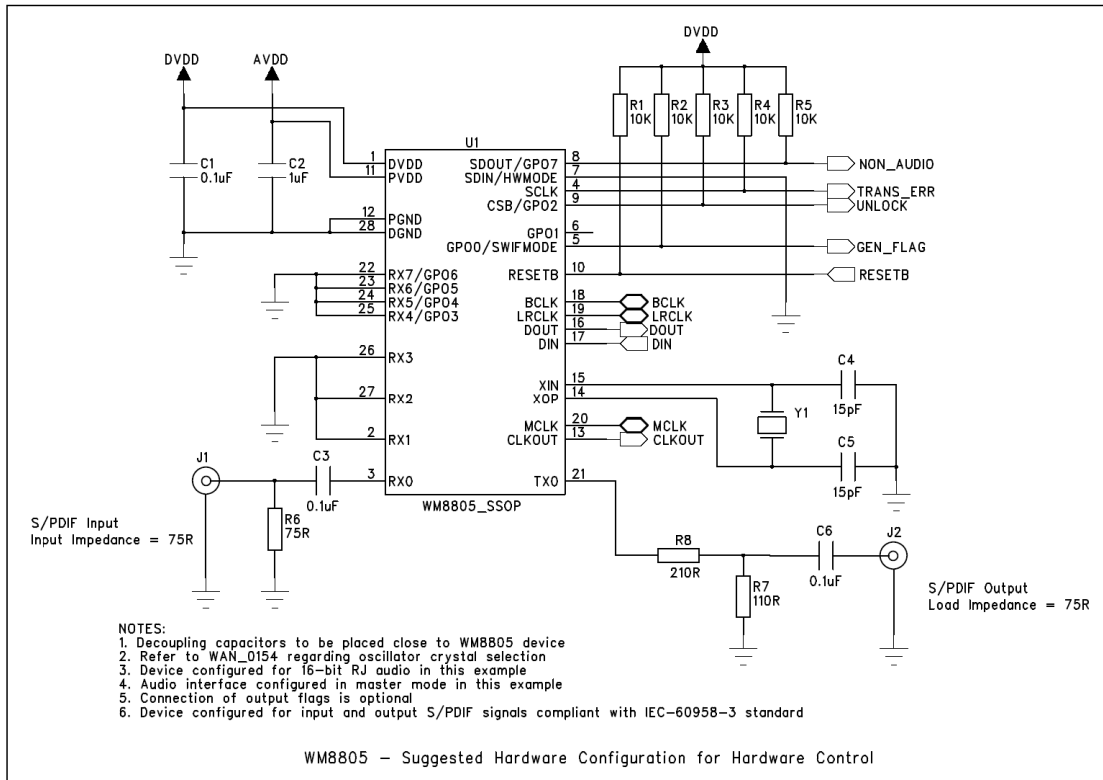 DVDD
AVDD
DVDD
R1
10K
R2
10K
R3
10K
R4
10K
R5
10K
C1
0.1uF
C2
1uF
U1
1 DVDD
11 PVDD
12 PGND
28 DGND
22 RX7/GPO6
23 RX6/GPO5
24 RX5/GPO4
25 RX4/GPO3
26 RX3
27 RX2
2 RX1
3 RX0
SDOUT/GPO7 8 NON_AUDIO
SDIN/HWMODE 7
SCLK 4 TRANS_ERR
CSB/GPO2 9 UNLOCK
GPO1 6
GPO0/SWIFMODE 5 GEN_FLAG
RESETB 10 RESETB
BCLK 18 BCLK
LRCLK 19 LRCLK
DOUT 16 DOUT
DIN 17 DIN
XIN 15
XOP 14
MCLK 20 MCLK
CLKOUT 13 CLKOUT
TX0 21
WM8805_SSOP
C4
15pF
Y1
C5
15pF
J1
C3
0.1uF
R6
75R
S/PDIF Input
Input Impedance = 75R
R8
210R
R7
110R
C6
0.1uF
J2
S/PDIF Output
Load Impedance = 75R
NOTES:
1. Decoupling capacitors to be placed close to WM8805 device
2. Refer to WAN_0154 regarding oscillator crystal selection
3. Device configured for 16-bit RJ audio in this example
4. Audio interface configured in master mode in this example
5. Connection of output flags is optional
6. Device configured for input and output S/PDIF signals compliant with IEC-60958-3 standard
WM8805 - Suggested Hardware Configuration for Hardware Control